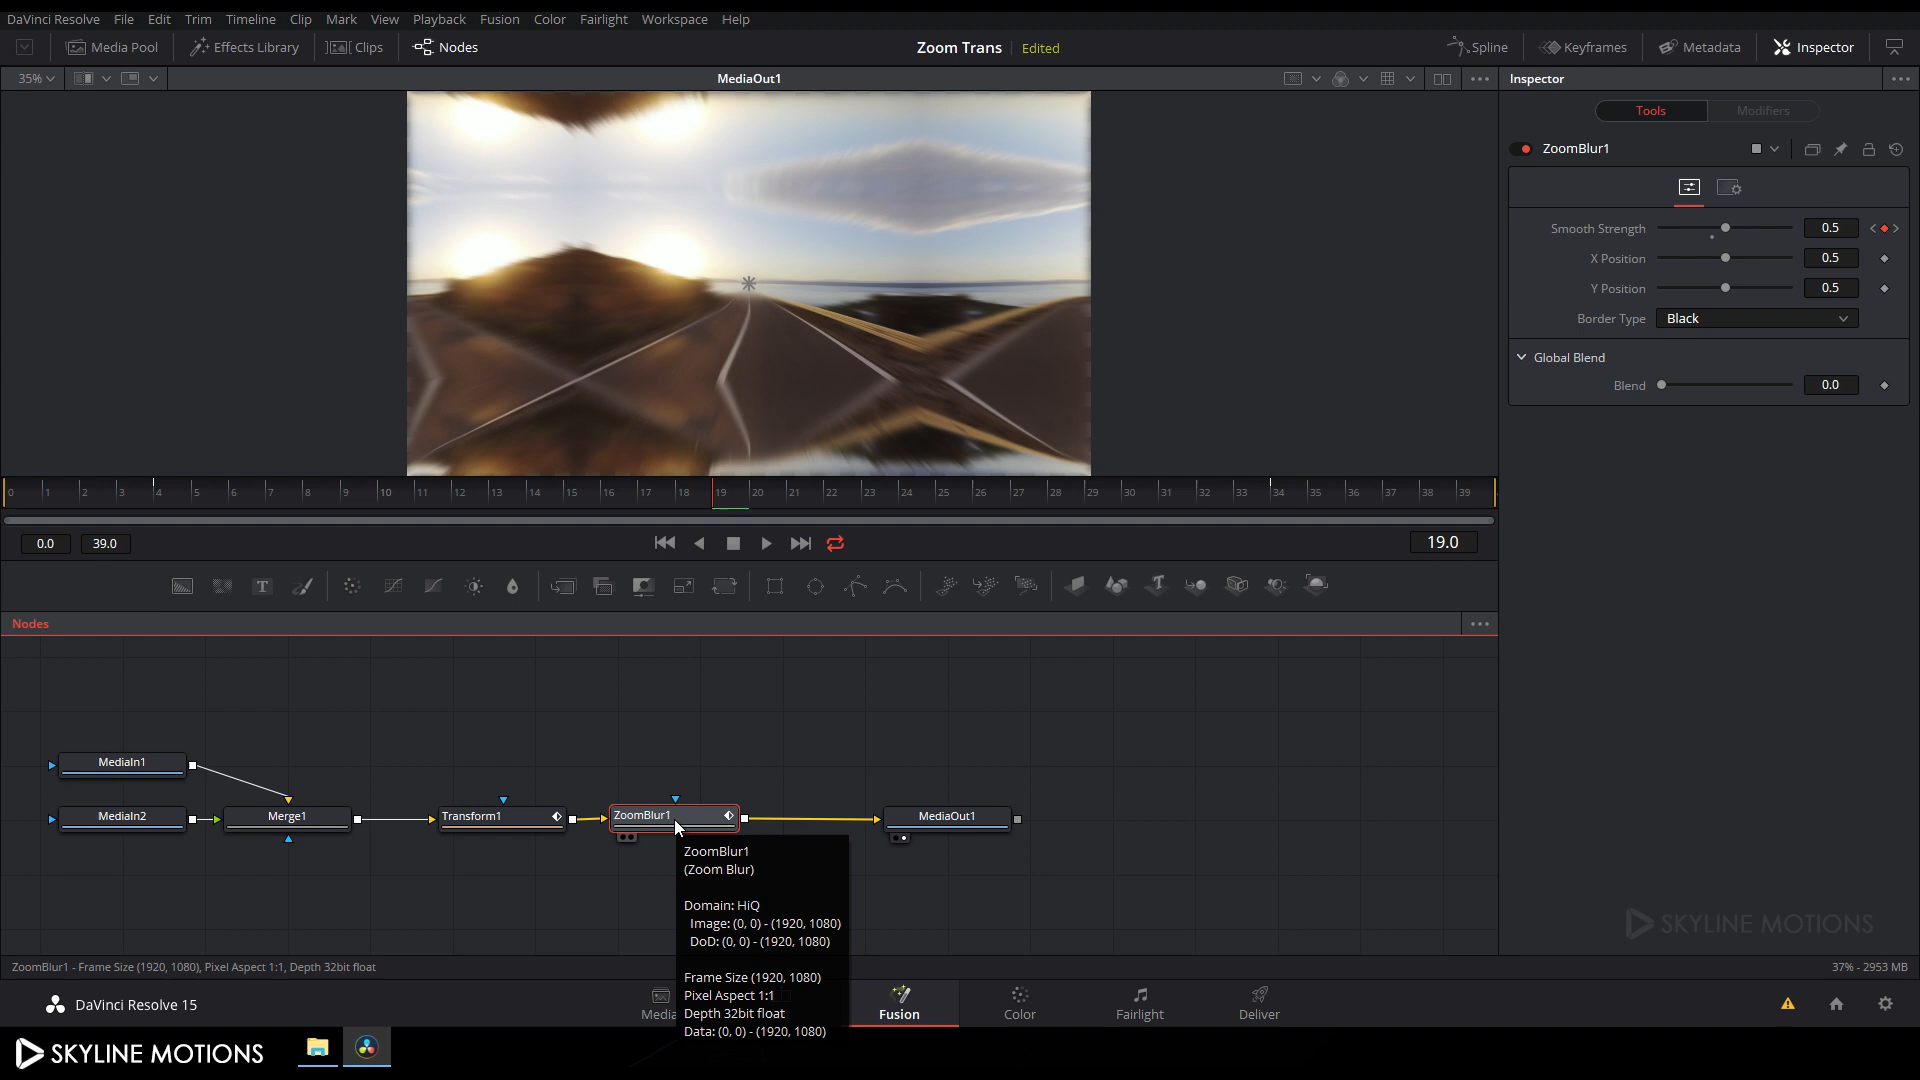 DaVinci Resolve File Edit Trim Timeline Clip Mark View Playback Fusion Color Fairlight Workspace Help
Media Pool Effects Library Clips Nodes Zoom Trans Edited Spline Keyframes Metadata Inspector
35% MediaOut1 Inspector
Tools Modifiers
ZoomBlur1
Smooth Strength 0.5
X Position 0.5
Y Position 0.5
Border Type Black
Global Blend
Blend 0.0
0 1 2 3 4 5 6 7 8 9 10 11 12 13 14 15 16 17 18 19 20 21 22 23 24 25 26 27 28 29 30 31 32 33 34 35 36 37 38 39
0.0 39.0 19.0
T
Nodes
MediaIn1
MediaIn2 Merge1 Transform1 ZoomBlur1 MediaOut1
ZoomBlur1
(Zoom Blur)
Domain: HiQ
Image: (0, 0) - (1920, 1080)
DoD: (0, 0) - (1920, 1080)
Frame Size (1920, 1080)
Pixel Aspect 1:1
Depth 32bit float
Data: (0, 0) - (1920, 1080)
SKYLINE MOTIONS
ZoomBlur1 - Frame Size (1920, 1080), Pixel Aspect 1:1, Depth 32bit float 37% - 2953 MB
DaVinci Resolve 15 Media Fusion Color Fairlight Deliver
SKYLINE MOTIONS